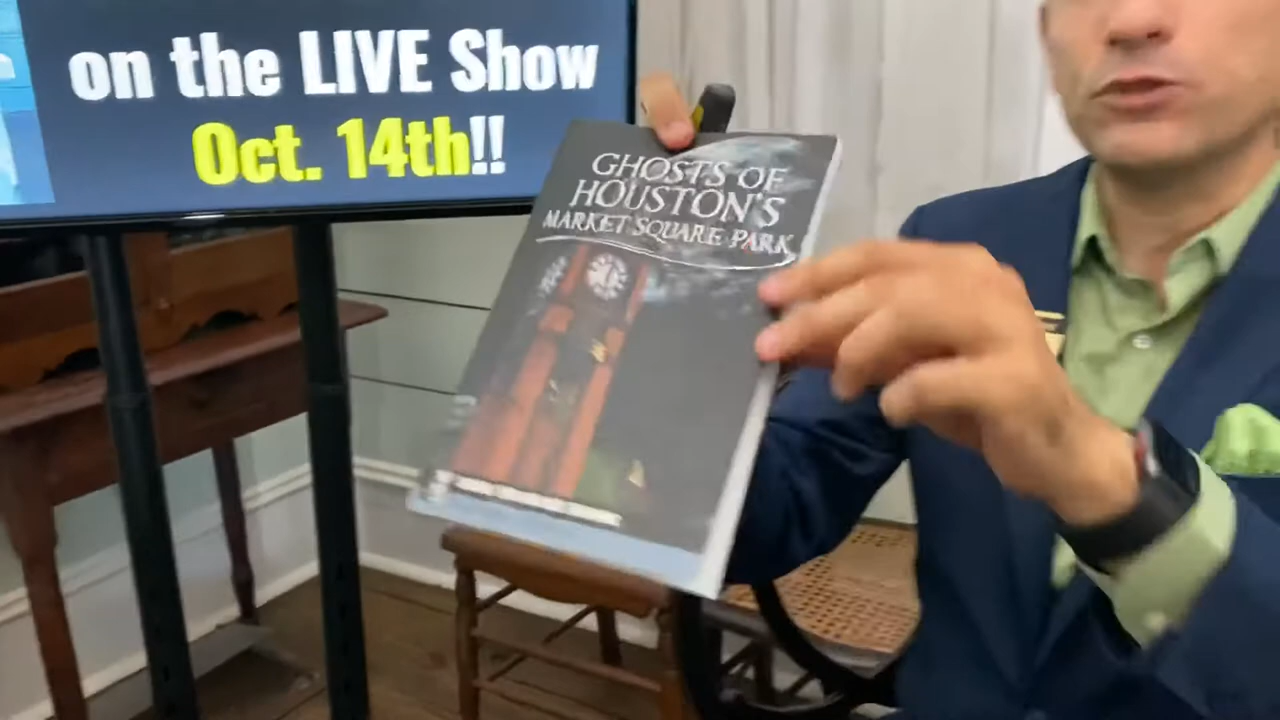 on the LIVE Show
Oct. 14th!!
GHOSTS OF
HOUSTON'S
MARKET SQUARE PARK